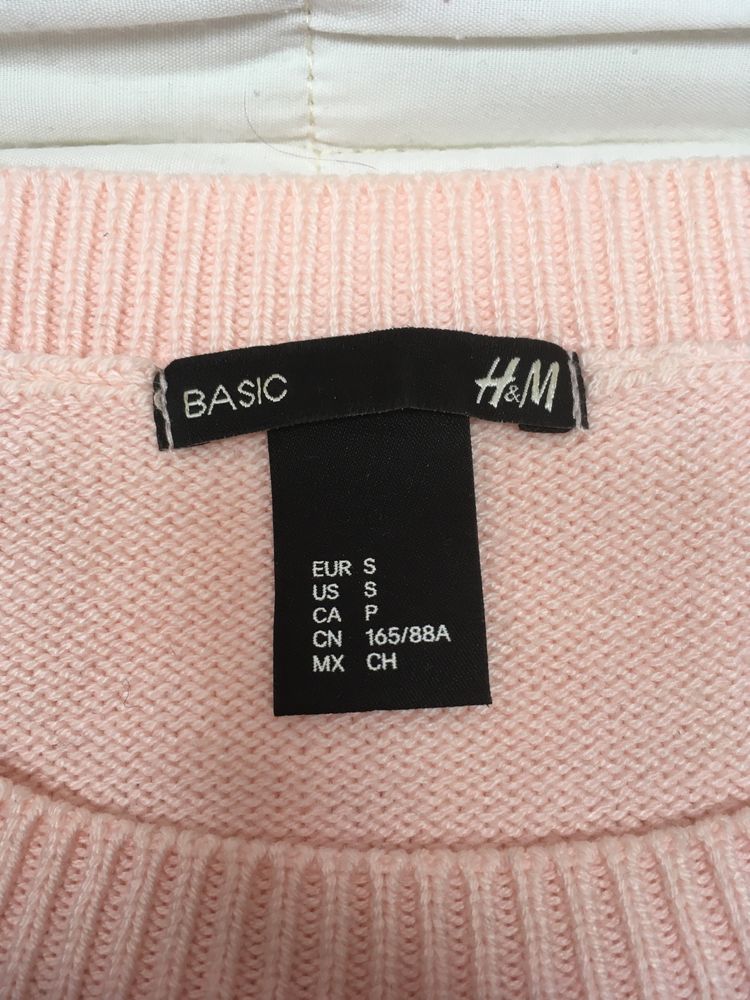 BASIC H&M
EUR S
US S
CA P
CN 165/88A
MX CH